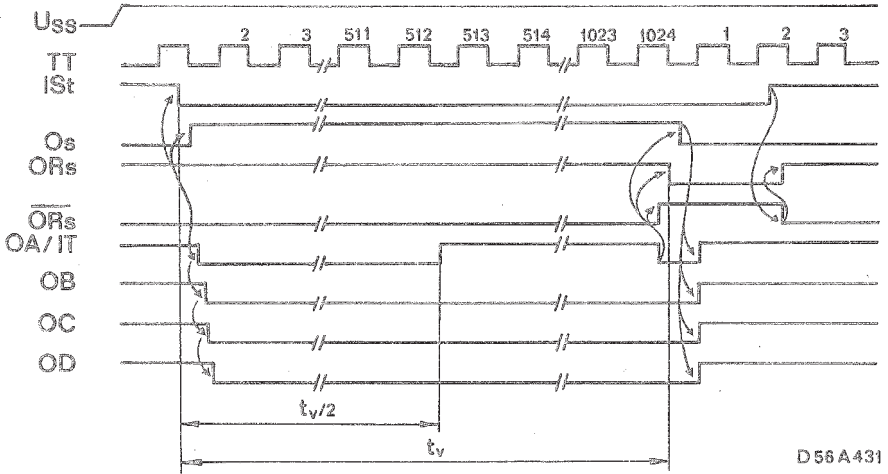 USS
2 3 511 512 513 514 1023 1024 1 2 3
TT
ISt
Os
ORs
ORs
OA/IT
OB
OC
OD
tv/2
tv
D56A431